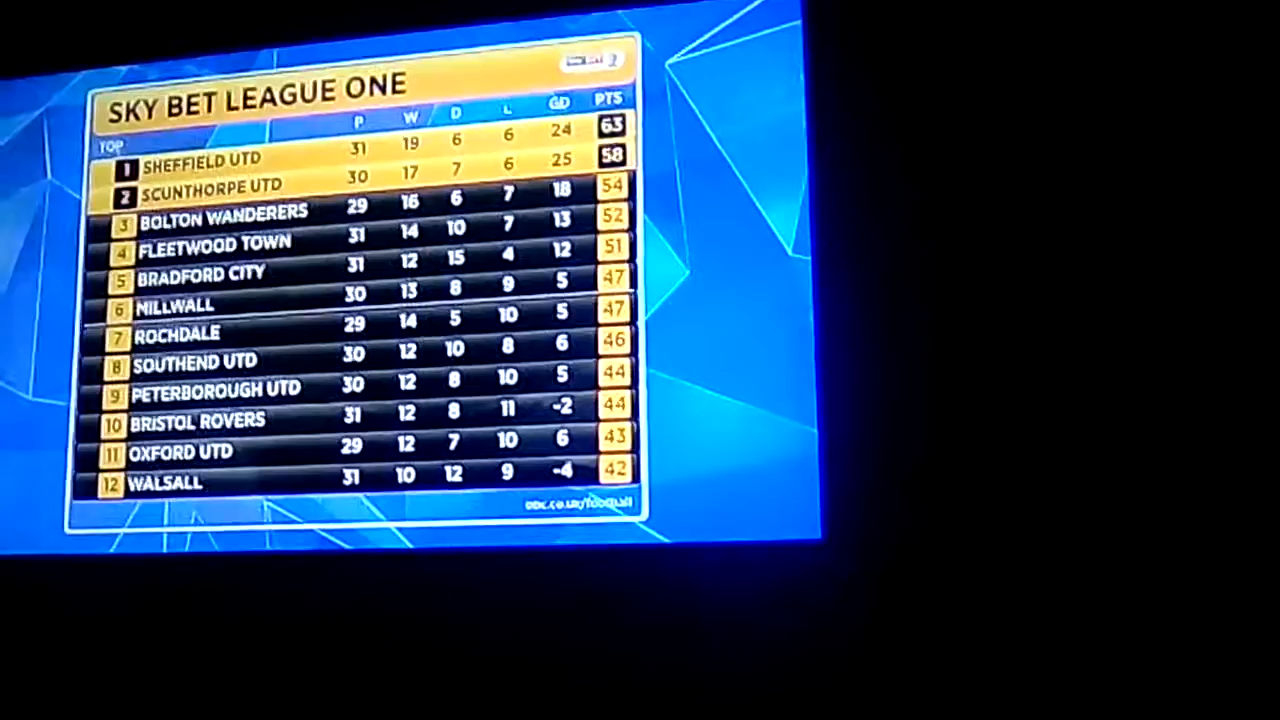 SKY BET LEAGUE ONE
TOP P W D L GD PTS
1 SHEFFIELD UTD 31 19 6 6 24 63
2 SCUNTHORPE UTD 30 17 7 6 25 58
3 BOLTON WANDERERS 29 16 6 7 18 54
4 FLEETWOOD TOWN 31 14 10 7 13 52
5 BRADFORD CITY 31 12 15 4 12 51
6 MILLWALL 30 13 8 9 5 47
7 ROCHDALE 29 14 5 10 5 47
8 SOUTHEND UTD 30 12 10 8 6 46
9 PETERBOROUGH UTD 30 12 8 10 5 44
10 BRISTOL ROVERS 31 12 8 11 -2 44
11 OXFORD UTD 29 12 7 10 6 43
12 WALSALL 31 10 12 9 -4 42
bbc.co.uk/football